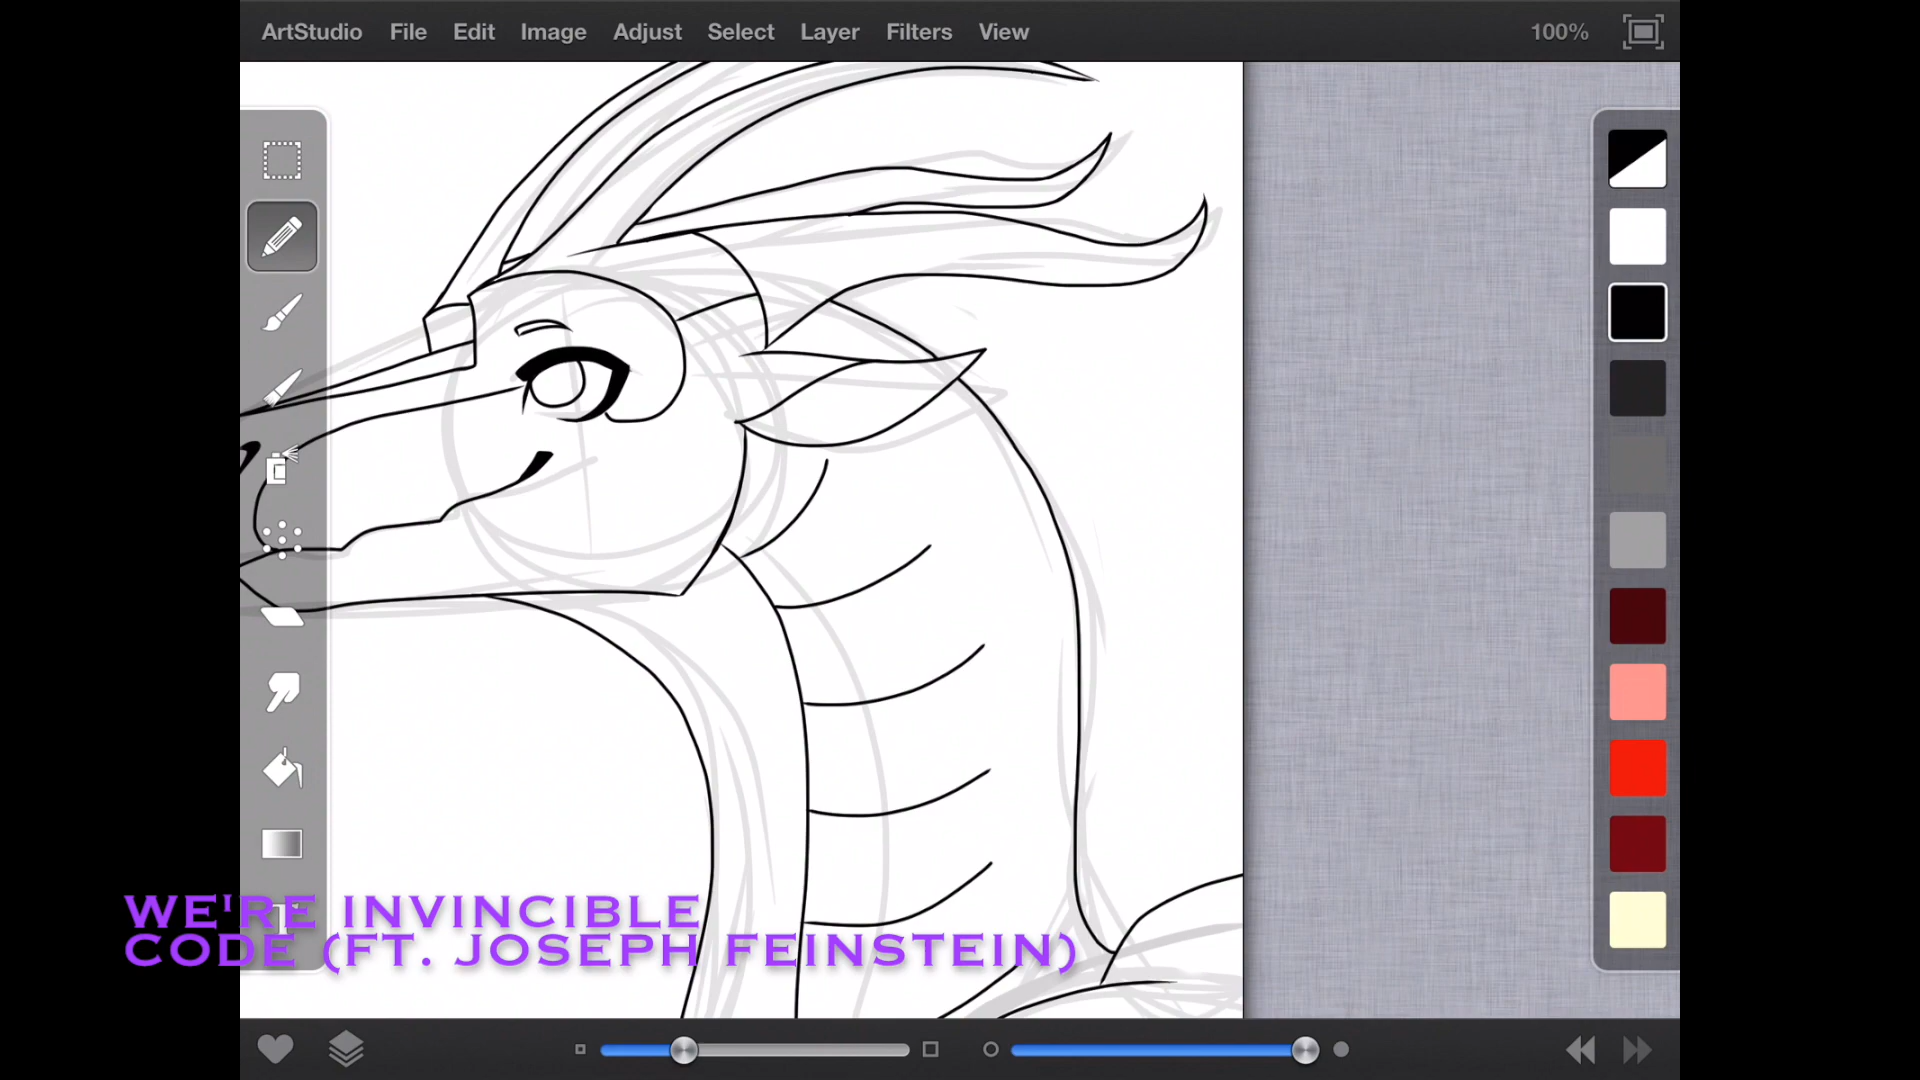 ArtStudio File Edit Image Adjust Select Layer Filters View 100%
WE'RE INVINCIBLE
CODE (FT. JOSEPH FEINSTEIN)